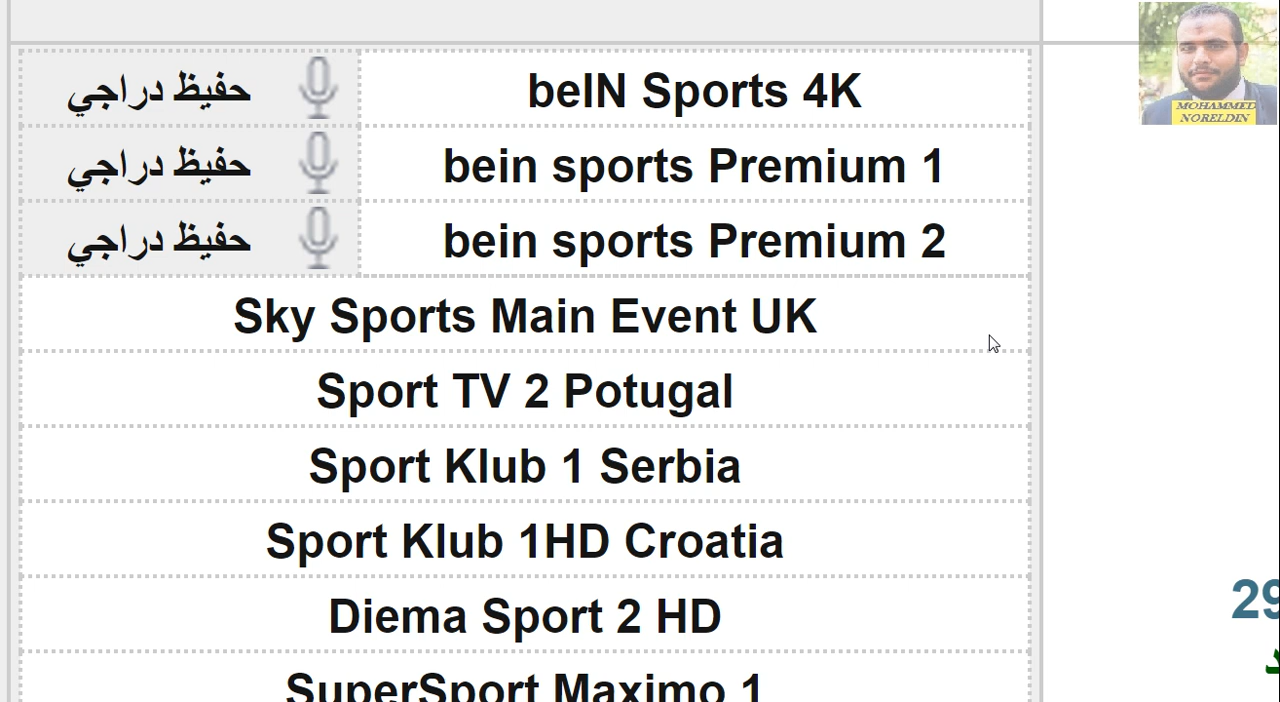 beIN Sports 4K حفيظ دراجي
bein sports Premium 1 حفيظ دراجي
bein sports Premium 2 حفيظ دراجي
Sky Sports Main Event UK
Sport TV 2 Potugal
Sport Klub 1 Serbia
Sport Klub 1HD Croatia
Diema Sport 2 HD
SuperSport Maximo 1
MOHAMMED
NORELDIN